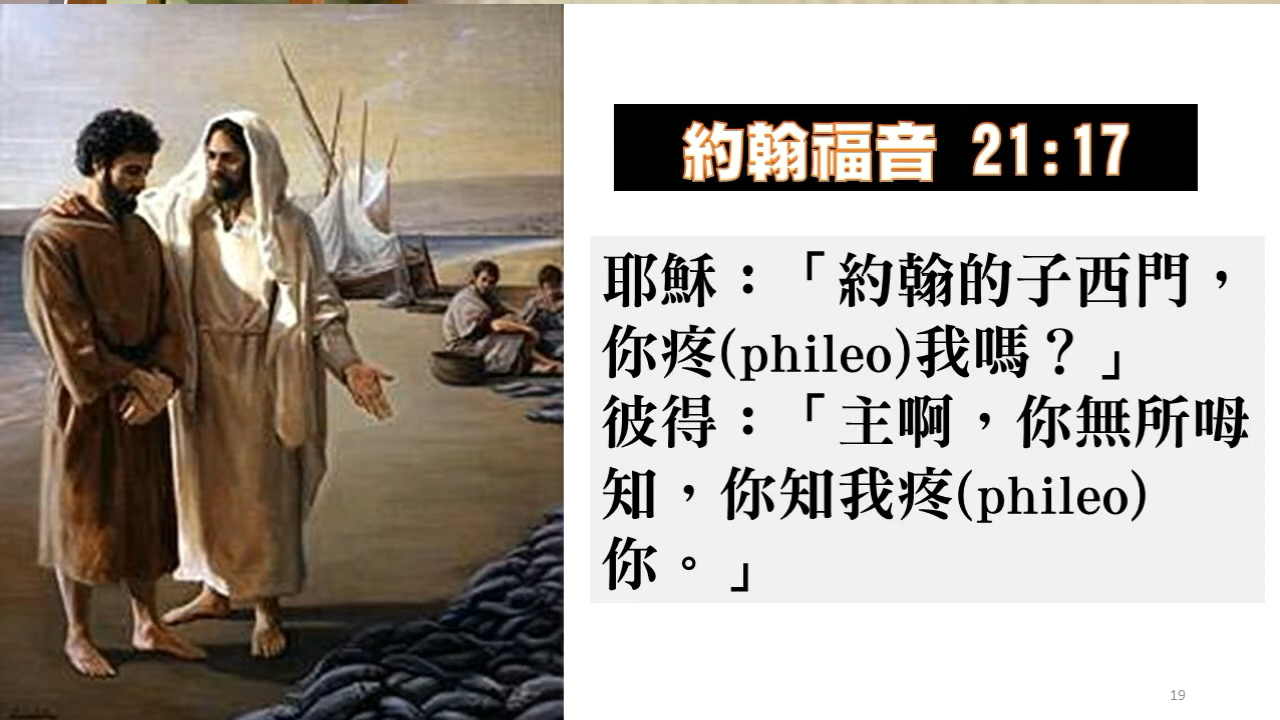 約翰福音 21:17
耶穌：「約翰的子西門，
你疼(phileo)我嗎？」
彼得：「主啊，你無所呣
知，你知我疼(phileo)
你。」
19